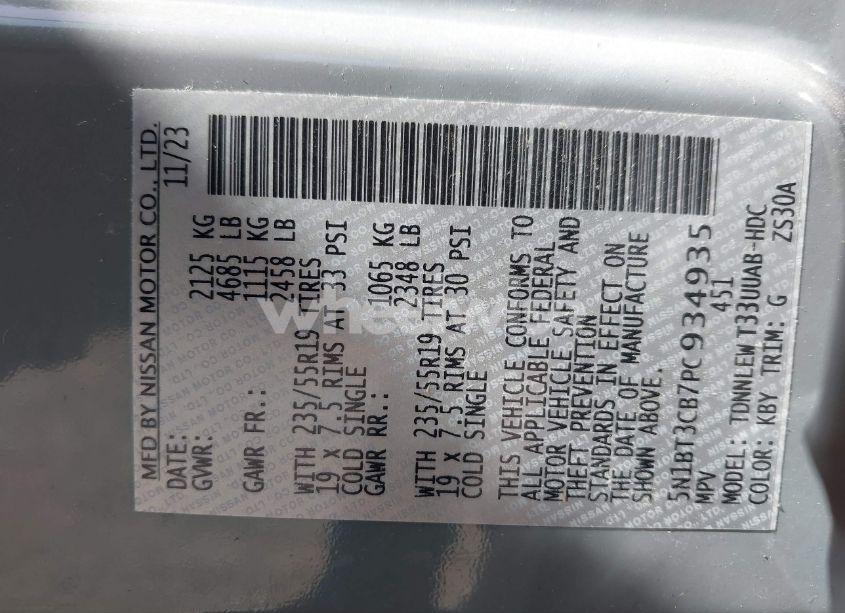 MFD BY NISSAN MOTOR CO., LTD.
DATE: 11/23
GVWR: 2125 KG
4685 LB
GAWR FR.: 1115 KG
2458 LB
WITH 235/55R19 TIRES
19 X 7.5 RIMS AT 33 PSI
COLD SINGLE
GAWR RR.: 1065 KG
2348 LB
WITH 235/55R19 TIRES
19 X 7.5 RIMS AT 30 PSI
COLD SINGLE
THIS VEHICLE CONFORMS TO
ALL APPLICABLE FEDERAL
MOTOR VEHICLE SAFETY AND
THEFT PREVENTION
STANDARDS IN EFFECT ON
THE DATE OF MANUFACTURE
SHOWN ABOVE.
5N1BT3CB7PC934935
MPV 451
MODEL: TDNNLEW T33UUAB-HDC
COLOR: KBY TRIM: G ZS30A